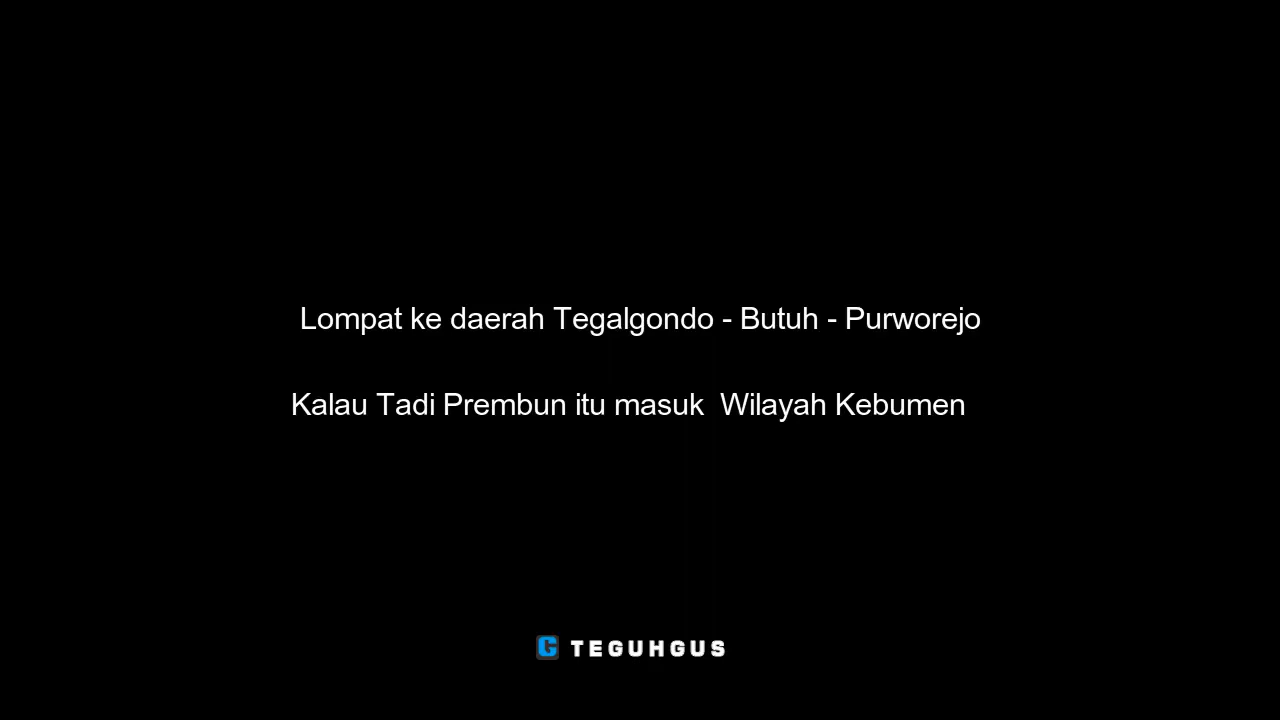 Lompat ke daerah Tegalgondo - Butuh - Purworejo
Kalau Tadi Prembun itu masuk  Wilayah Kebumen
G TEGUHGUS